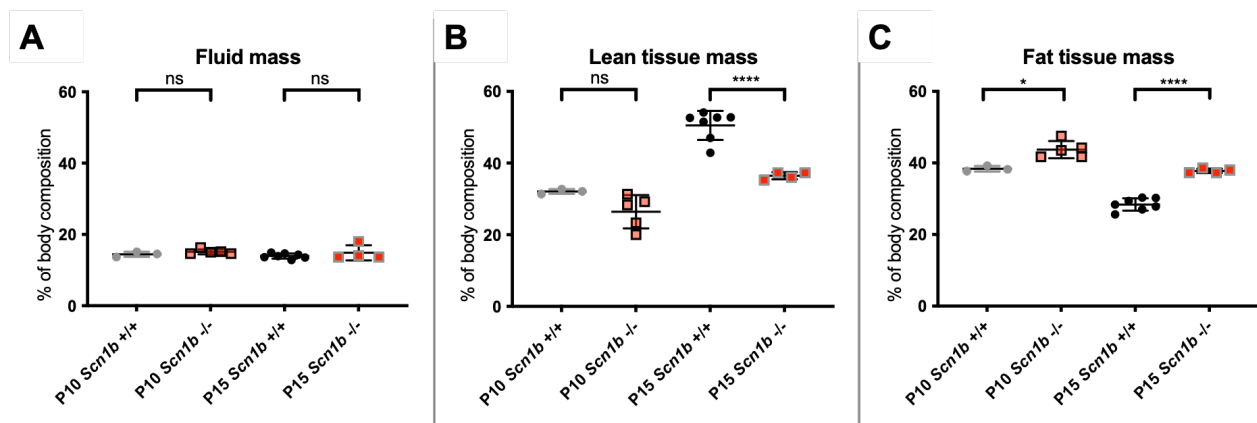 A
Fluid mass
ns
ns
60
40
20
0
% of body composition
P10 Scn1b +/+
P10 Scn1b -/-
P15 Scn1b +/+
P15 Scn1b -/-
B
Lean tissue mass
ns
****
60
40
20
0
% of body composition
P10 Scn1b +/+
P10 Scn1b -/-
P15 Scn1b +/+
P15 Scn1b -/-
C
Fat tissue mass
*
****
60
40
20
0
% of body composition
P10 Scn1b +/+
P10 Scn1b -/-
P15 Scn1b +/+
P15 Scn1b -/-